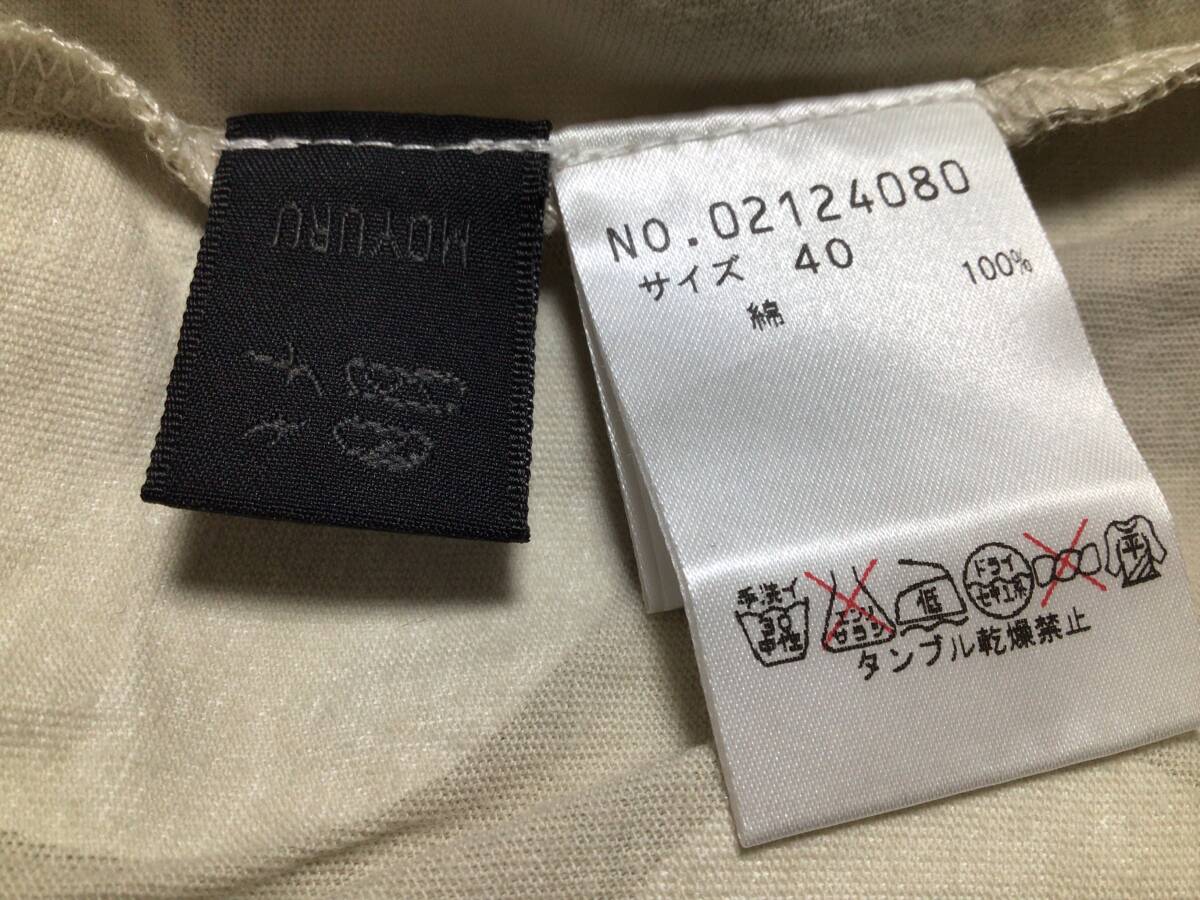 MOYURU
NO.02124080
サイズ 40
綿 100%
手洗イ
30
中性
エンソ
サラシ
低
ドライ
セキユ系
平
タンブル乾燥禁止